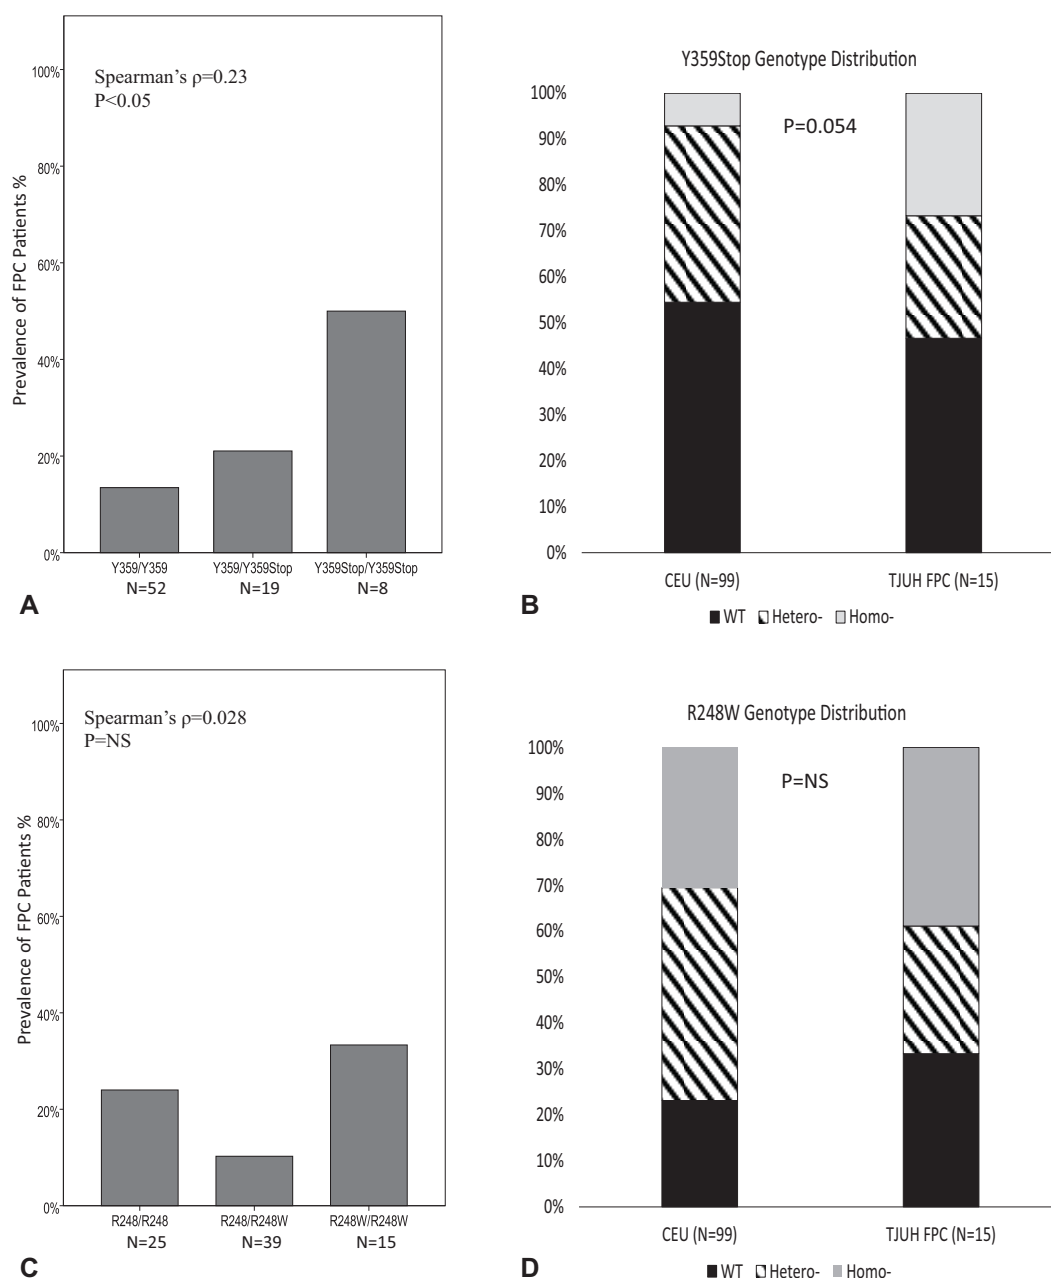 Spearman's ρ=0.23
P<0.05
Prevalence of FPC Patients %
100%
80%
60%
40%
20%
0%
Y359/Y359
Y359/Y359Stop
Y359Stop/Y359Stop
N=52
N=19
N=8
A
Y359Stop Genotype Distribution
P=0.054
100%
90%
80%
70%
60%
50%
40%
30%
20%
10%
0%
CEU (N=99)
TJUH FPC (N=15)
WT Hetero- Homo-
B
Spearman's ρ=0.028
P=NS
Prevalence of FPC Patients %
100%
80%
60%
40%
20%
0%
R248/R248
R248/R248W
R248W/R248W
N=25
N=39
N=15
C
R248W Genotype Distribution
P=NS
100%
90%
80%
70%
60%
50%
40%
30%
20%
10%
0%
CEU (N=99)
TJUH FPC (N=15)
WT Hetero- Homo-
D